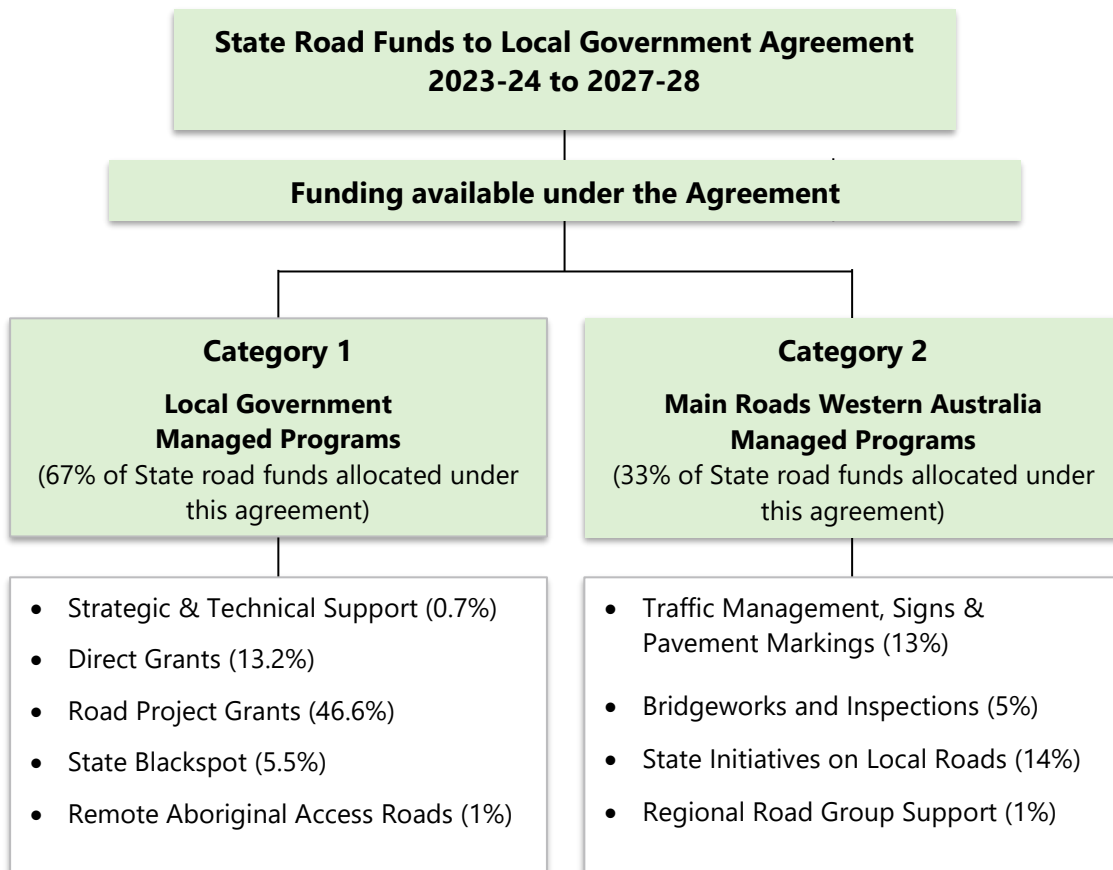 State Road Funds to Local Government Agreement
2023-24 to 2027-28
Funding available under the Agreement
Category 1
Local Government
Managed Programs
(67% of State road funds allocated under
this agreement)
• Strategic & Technical Support (0.7%)
• Direct Grants (13.2%)
• Road Project Grants (46.6%)
• State Blackspot (5.5%)
• Remote Aboriginal Access Roads (1%)
Category 2
Main Roads Western Australia
Managed Programs
(33% of State road funds allocated under
this agreement)
• Traffic Management, Signs &
Pavement Markings (13%)
• Bridgeworks and Inspections (5%)
• State Initiatives on Local Roads (14%)
• Regional Road Group Support (1%)